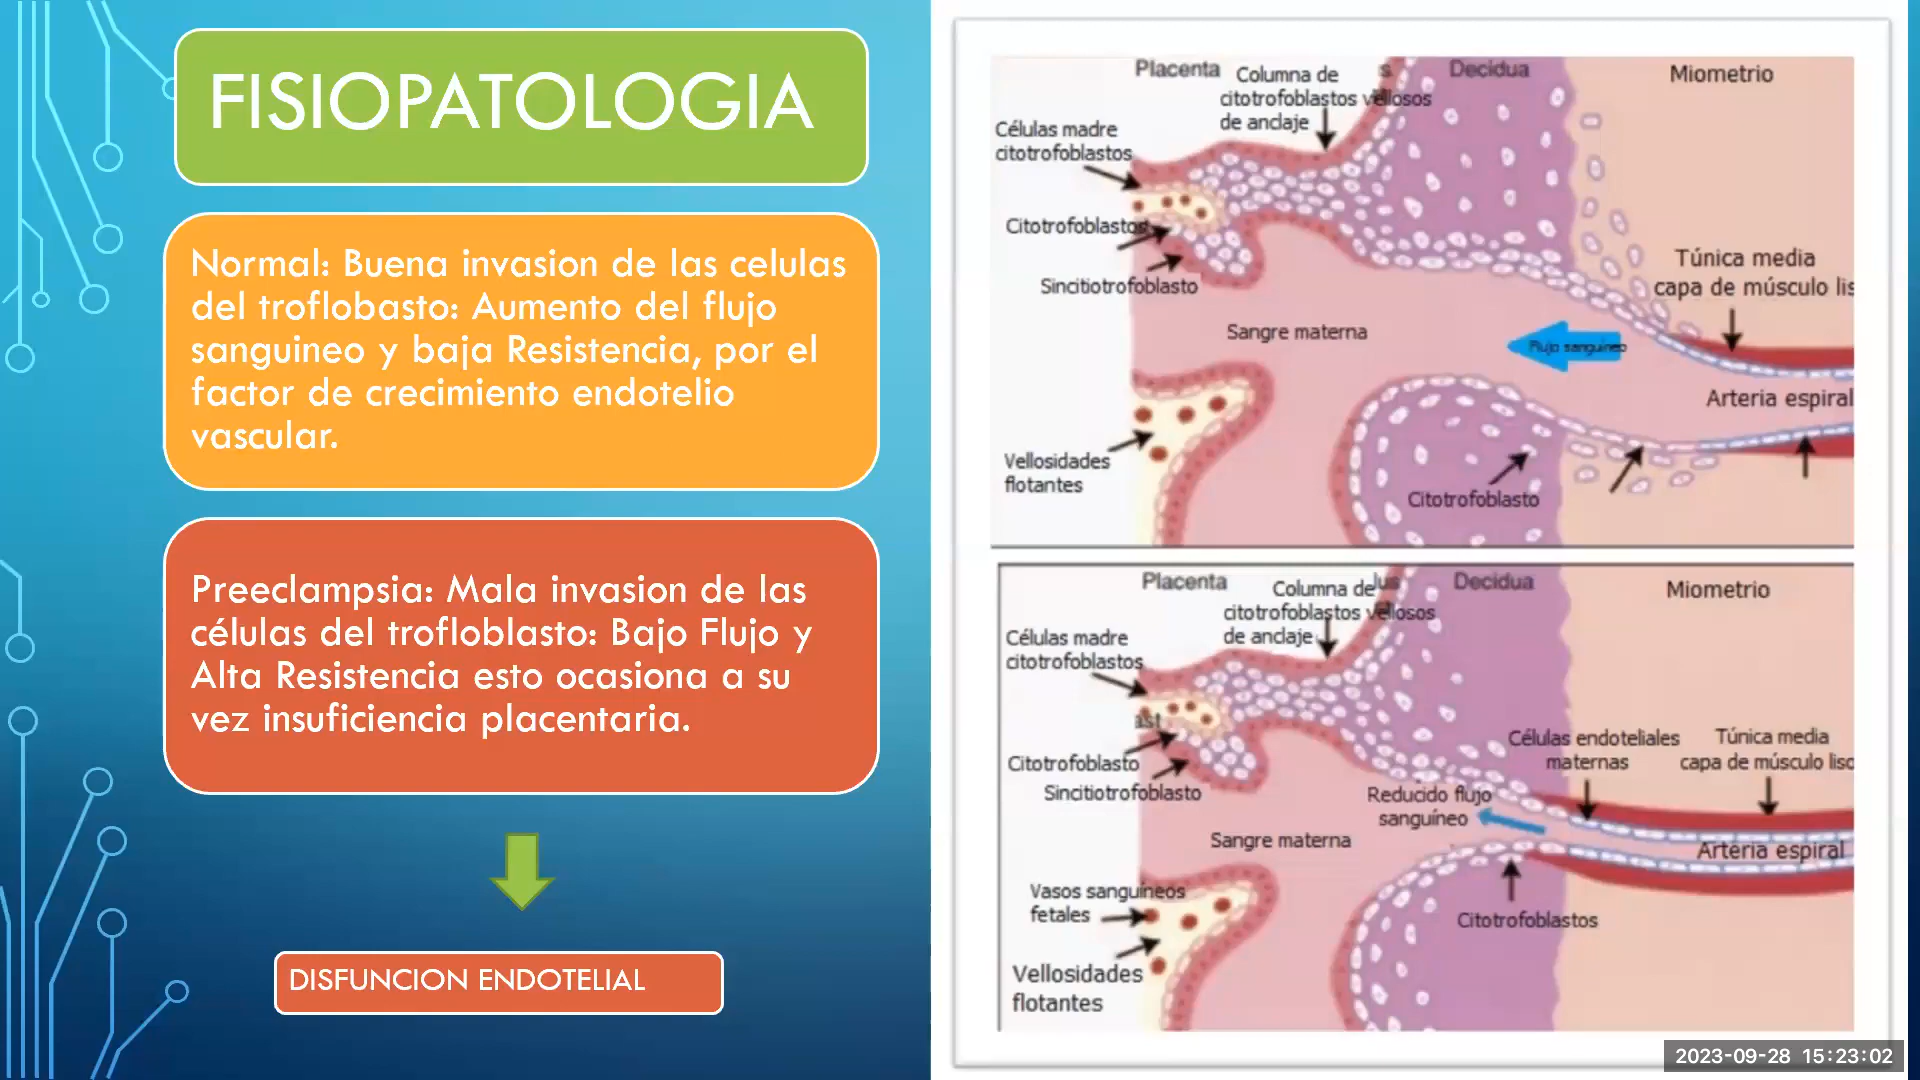 FISIOPATOLOGIA
Normal: Buena invasion de las celulas
del troflobasto: Aumento del flujo
sanguineo y baja Resistencia, por el
factor de crecimiento endotelio
vascular.
Preeclampsia: Mala invasion de las
células del trofloblasto: Bajo Flujo y
Alta Resistencia esto ocasiona a su
vez insuficiencia placentaria.
DISFUNCION ENDOTELIAL
Placenta
Columna de
citotrofoblastos vellosos
de anclaje
s
Decidua
Miometrio
Células madre
citotrofoblastos
Citotrofoblastos
Sincitiotrofoblasto
Sangre materna
Flujo sanguíneo
Túnica media
capa de músculo lis
Arteria espiral
Vellosidades
flotantes
Citotrofoblasto
Placenta
Columna de
citotrofoblastos vellosos
de anclaje
lus
Decidua
Miometrio
Células madre
citotrofoblastos
ast
Citotrofoblasto
Sincitiotrofoblasto
Células endoteliales
maternas
Túnica media
capa de músculo liso
Reducido flujo
sanguíneo
Sangre materna
Arteria espiral
Vasos sanguíneos
fetales
Citotrofoblastos
Vellosidades
flotantes
2023-09-28 15:23:02